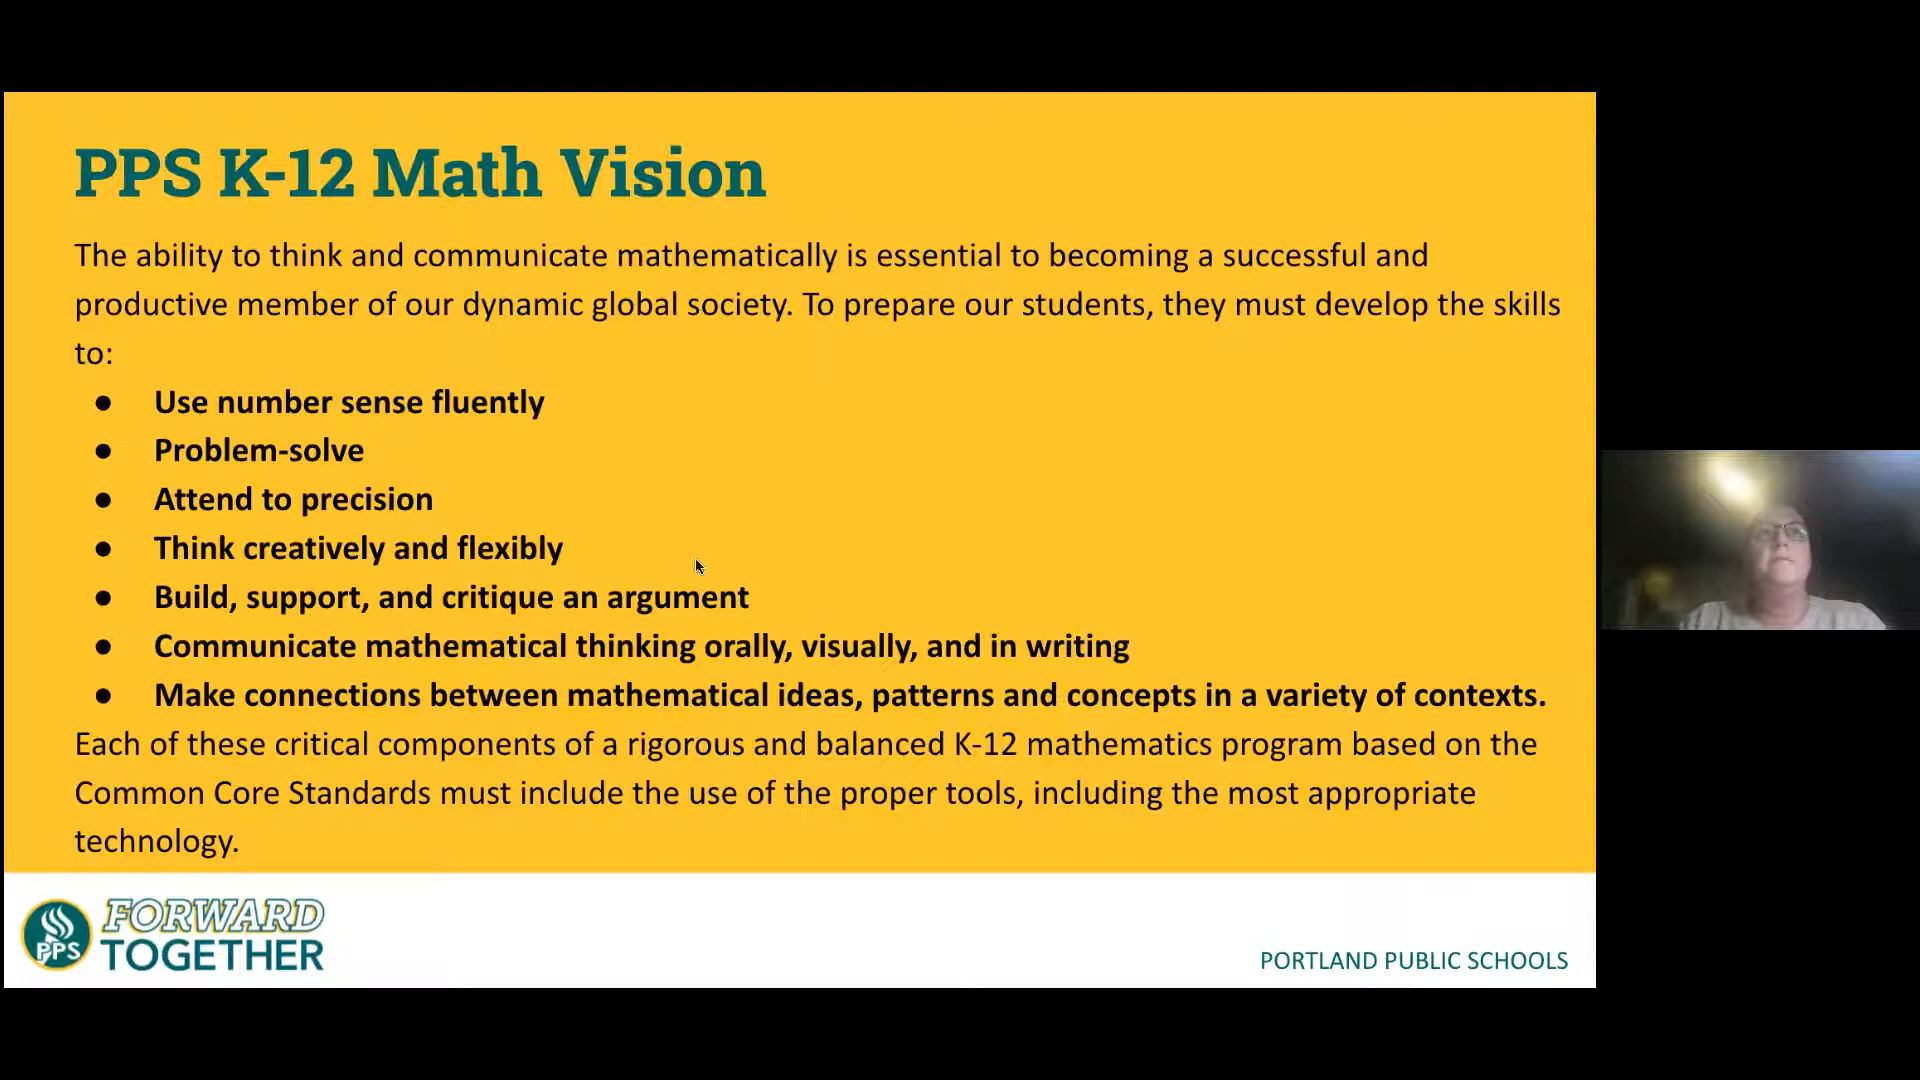 PPS K-12 Math Vision
The ability to think and communicate mathematically is essential to becoming a successful and
productive member of our dynamic global society. To prepare our students, they must develop the skills
to:
● Use number sense fluently
● Problem-solve
● Attend to precision
● Think creatively and flexibly
● Build, support, and critique an argument
● Communicate mathematical thinking orally, visually, and in writing
● Make connections between mathematical ideas, patterns and concepts in a variety of contexts.
Each of these critical components of a rigorous and balanced K-12 mathematics program based on the
Common Core Standards must include the use of the proper tools, including the most appropriate
technology.
PPS
FORWARD
TOGETHER
PORTLAND PUBLIC SCHOOLS